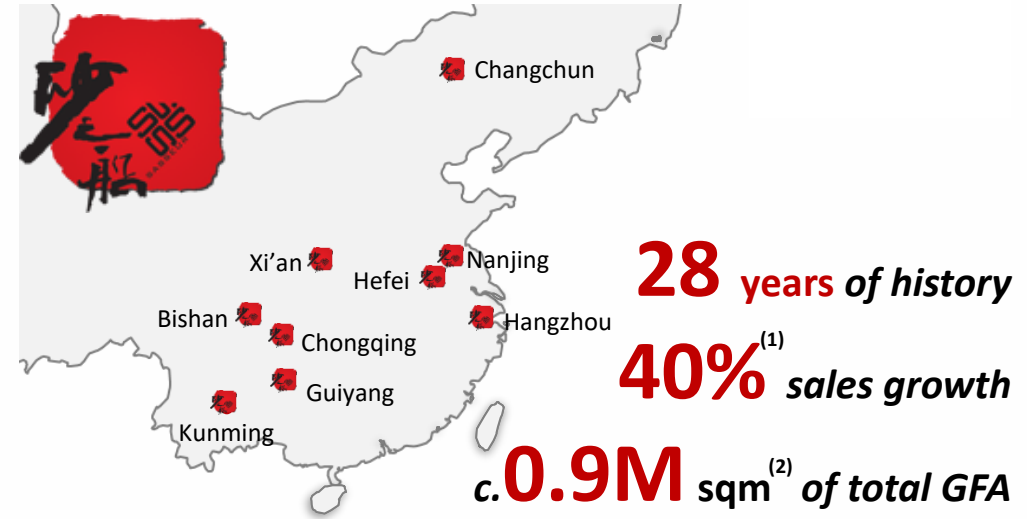 砂之船
SASSEUR
Changchun
Xi’an
Nanjing
Hefei
Bishan
Hangzhou
Chongqing
Guiyang
Kunming
28 years of history
40%(1) sales growth
c.0.9M sqm(2) of total GFA